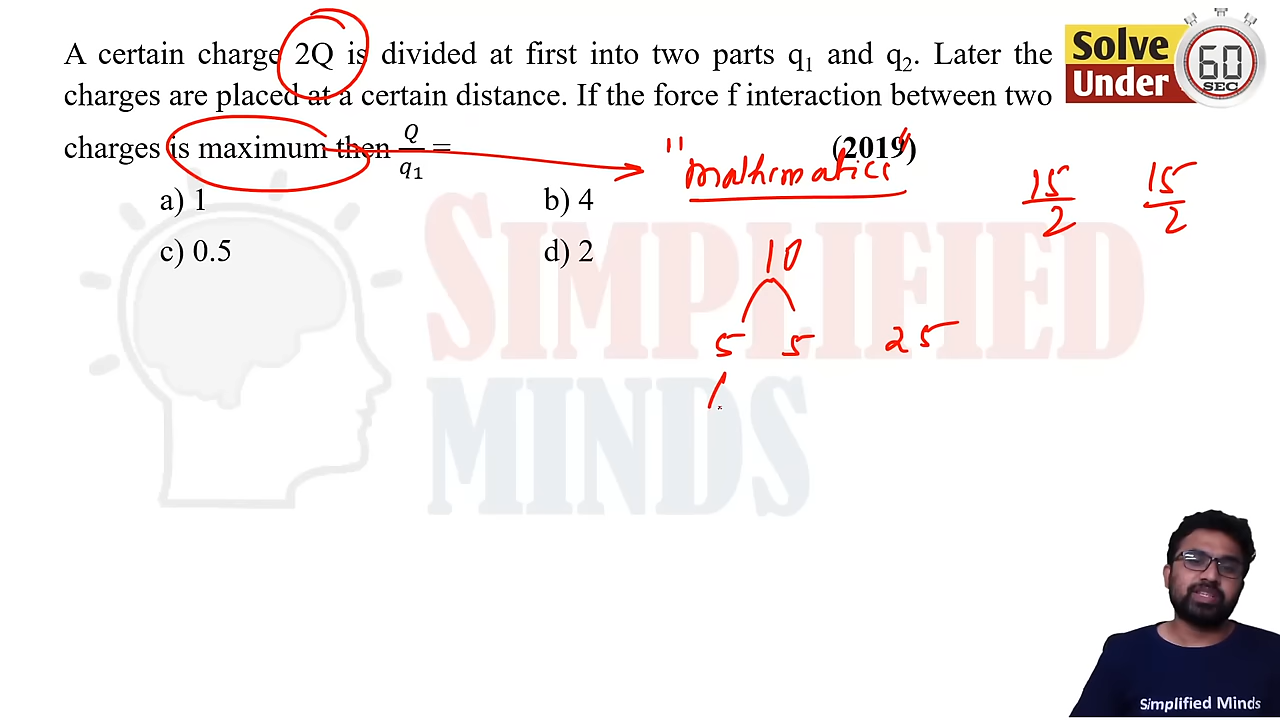 A certain charge 2Q is divided at first into two parts q₁ and q₂. Later the
charges are placed at a certain distance. If the force f interaction between two
charges is maximum then Q/q₁ = (2019)
a) 1 b) 4
c) 0.5 d) 2
Solve
Under
60
SEC
"mathematics"
15/2 15/2
10
5 5 25
SIMPLIFIED
MINDS
Simplified Minds